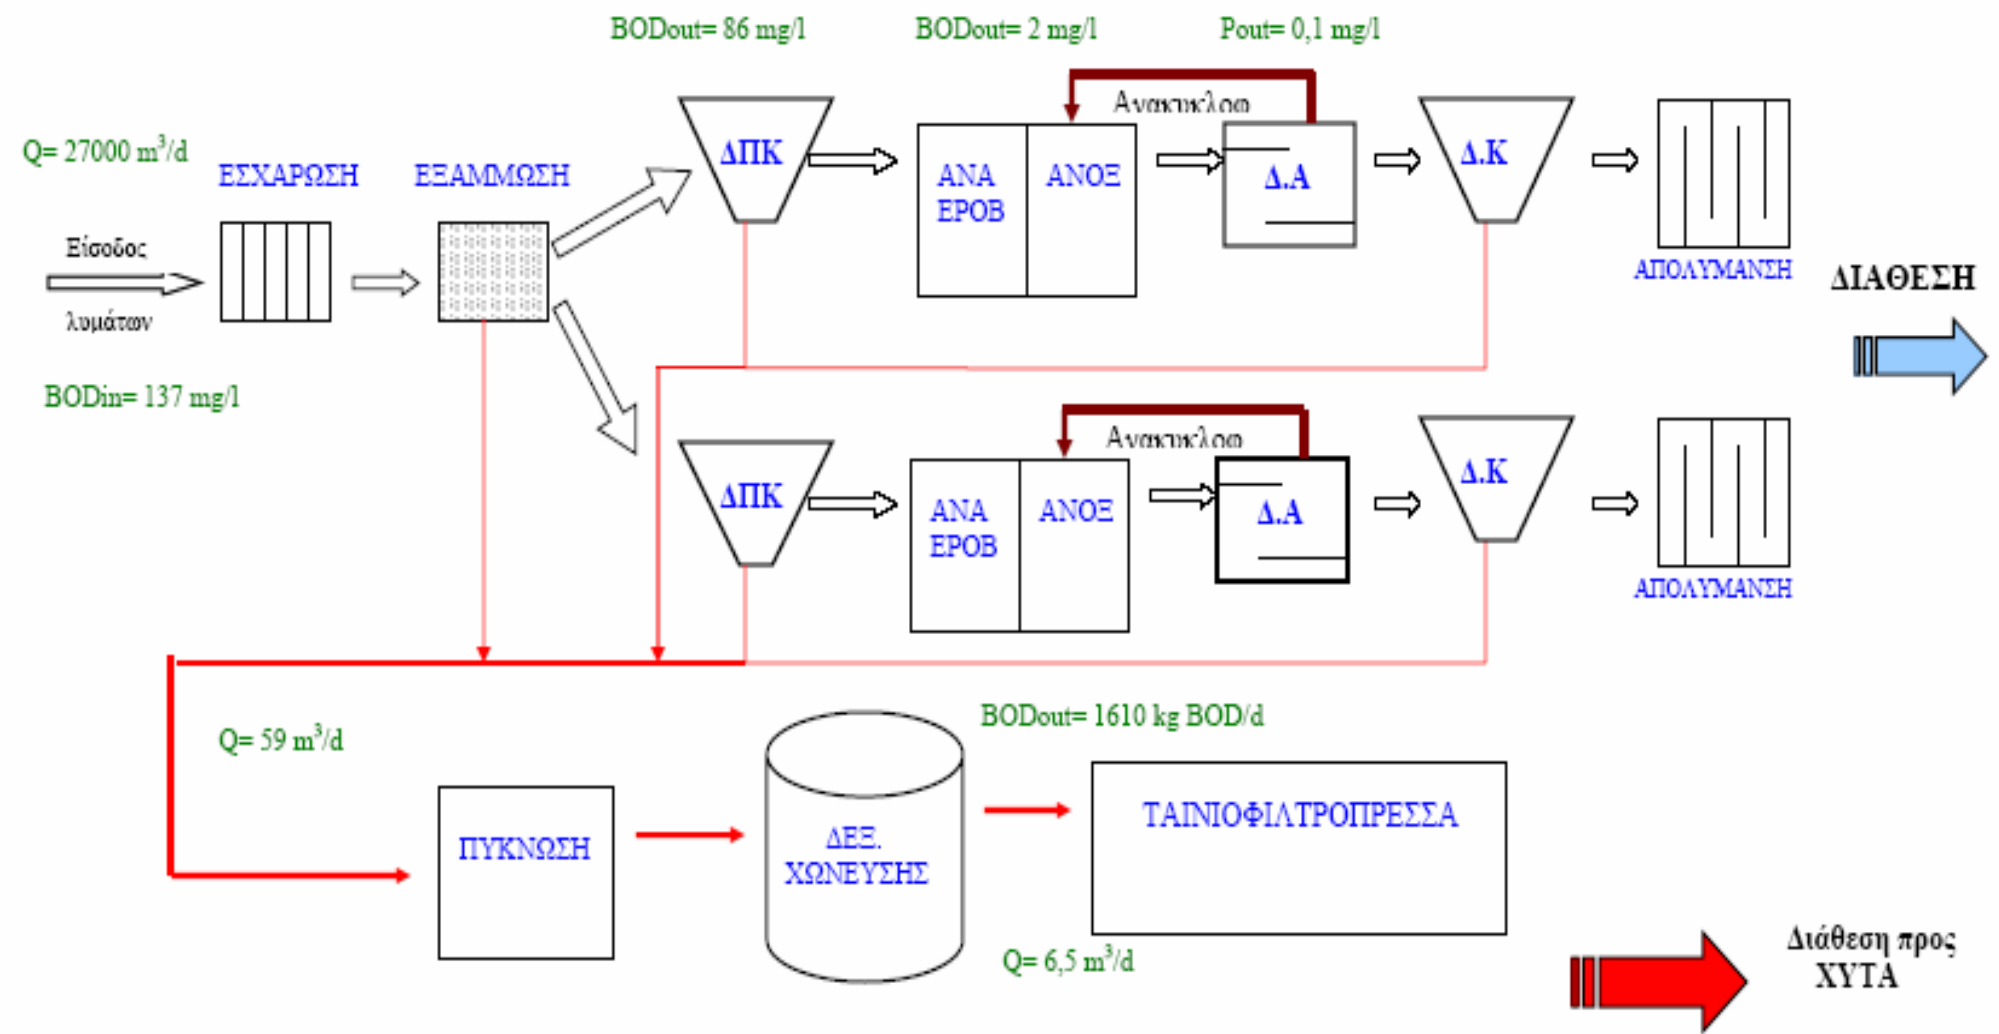 BODout= 86 mg/l
BODout= 2 mg/l
Pout= 0,1 mg/l
Q= 27000 m³/d
ΕΣΧΑΡΩΣΗ
ΕΞΑΜΜΩΣΗ
Είσοδος
λυμάτων
BODin= 137 mg/l
ΔΠΚ
ΑΝΑ
ΕΡΟΒ
ΑΝΟΞ
Ανακυκλοφ
Δ.Α
Δ.Κ
ΑΠΟΛΥΜΑΝΣΗ
ΔΙΑΘΕΣΗ
ΔΠΚ
ΑΝΑ
ΕΡΟΒ
ΑΝΟΞ
Ανακυκλοφ
Δ.Α
Δ.Κ
ΑΠΟΛΥΜΑΝΣΗ
Q= 59 m³/d
ΠΥΚΝΩΣΗ
ΔΕΞ.
ΧΩΝΕΥΣΗΣ
BODout= 1610 kg BOD/d
ΤΑΙΝΙΟΦΙΛΤΡΟΠΡΕΣΣΑ
Q= 6,5 m³/d
Διάθεση προς
ΧΥΤΑ